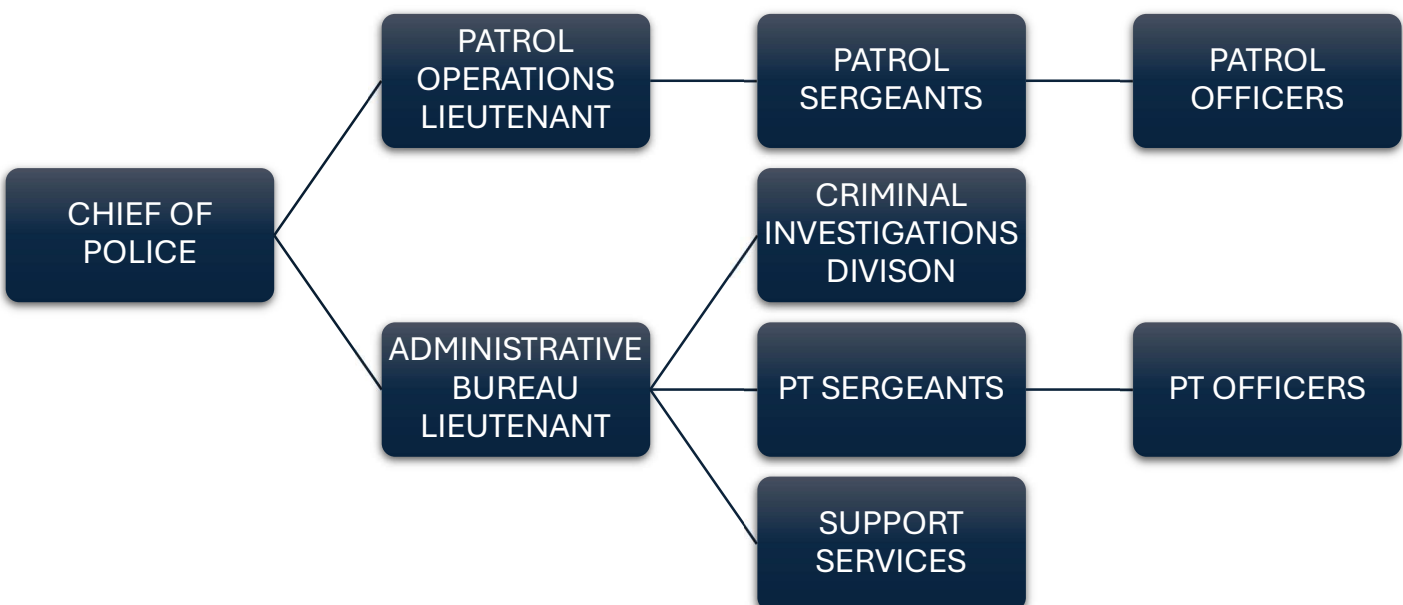 CHIEF OF
POLICE
PATROL
OPERATIONS
LIEUTENANT
PATROL
SERGEANTS
PATROL
OFFICERS
ADMINISTRATIVE
BUREAU
LIEUTENANT
CRIMINAL
INVESTIGATIONS
DIVISON
PT SERGEANTS
PT OFFICERS
SUPPORT
SERVICES